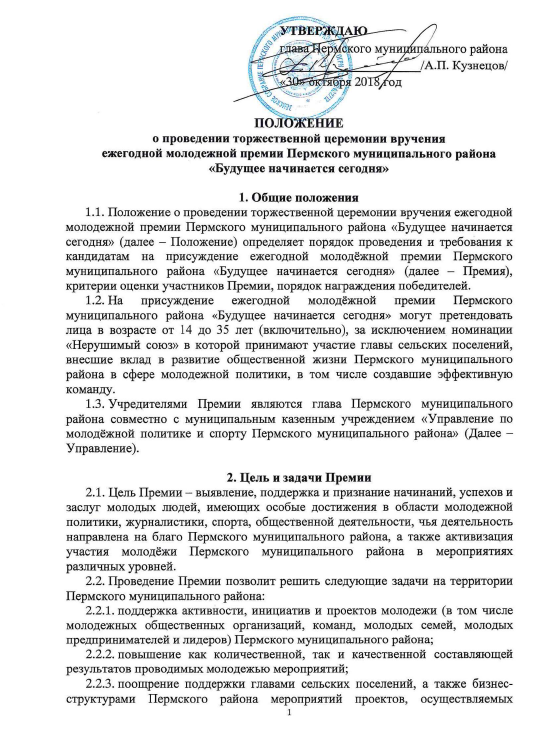 УТВЕРЖДАЮ
глава Пермского муниципального района
/А.П. Кузнецов/
«30» октября 2018 год
ПОЛОЖЕНИЕ
о проведении торжественной церемонии вручения
ежегодной молодежной премии Пермского муниципального района
«Будущее начинается сегодня»
1. Общие положения
1.1. Положение о проведении торжественной церемонии вручения ежегодной
молодежной премии Пермского муниципального района «Будущее начинается
сегодня» (далее – Положение) определяет порядок проведения и требования к
кандидатам на присуждение ежегодной молодёжной премии Пермского
муниципального района «Будущее начинается сегодня» (далее – Премия),
критерии оценки участников Премии, порядок награждения победителей.
1.2. На присуждение ежегодной молодёжной премии Пермского
муниципального района «Будущее начинается сегодня» могут претендовать
лица в возрасте от 14 до 35 лет (включительно), за исключением номинации
«Нерушимый союз» в которой принимают участие главы сельских поселений,
внесшие вклад в развитие общественной жизни Пермского муниципального
района в сфере молодежной политики, в том числе создавшие эффективную
команду.
1.3. Учредителями Премии являются глава Пермского муниципального
района совместно с муниципальным казенным учреждением «Управление по
молодёжной политике и спорту Пермского муниципального района» (Далее –
Управление).
2. Цель и задачи Премии
2.1. Цель Премии – выявление, поддержка и признание начинаний, успехов и
заслуг молодых людей, имеющих особые достижения в области молодежной
политики, журналистики, спорта, общественной деятельности, чья деятельность
направлена на благо Пермского муниципального района, а также активизация
участия молодёжи Пермского муниципального района в мероприятиях
различных уровней.
2.2. Проведение Премии позволит решить следующие задачи на территории
Пермского муниципального района:
2.2.1. поддержка активности, инициатив и проектов молодежи (в том числе
молодежных общественных организаций, команд, молодых семей, молодых
предпринимателей и лидеров) Пермского муниципального района;
2.2.2. повышение как количественной, так и качественной составляющей
результатов проводимых молодежью мероприятий;
2.2.3. поощрение поддержки главами сельских поселений, а также бизнес-
структурами Пермского района мероприятий проектов, осуществляемых
1